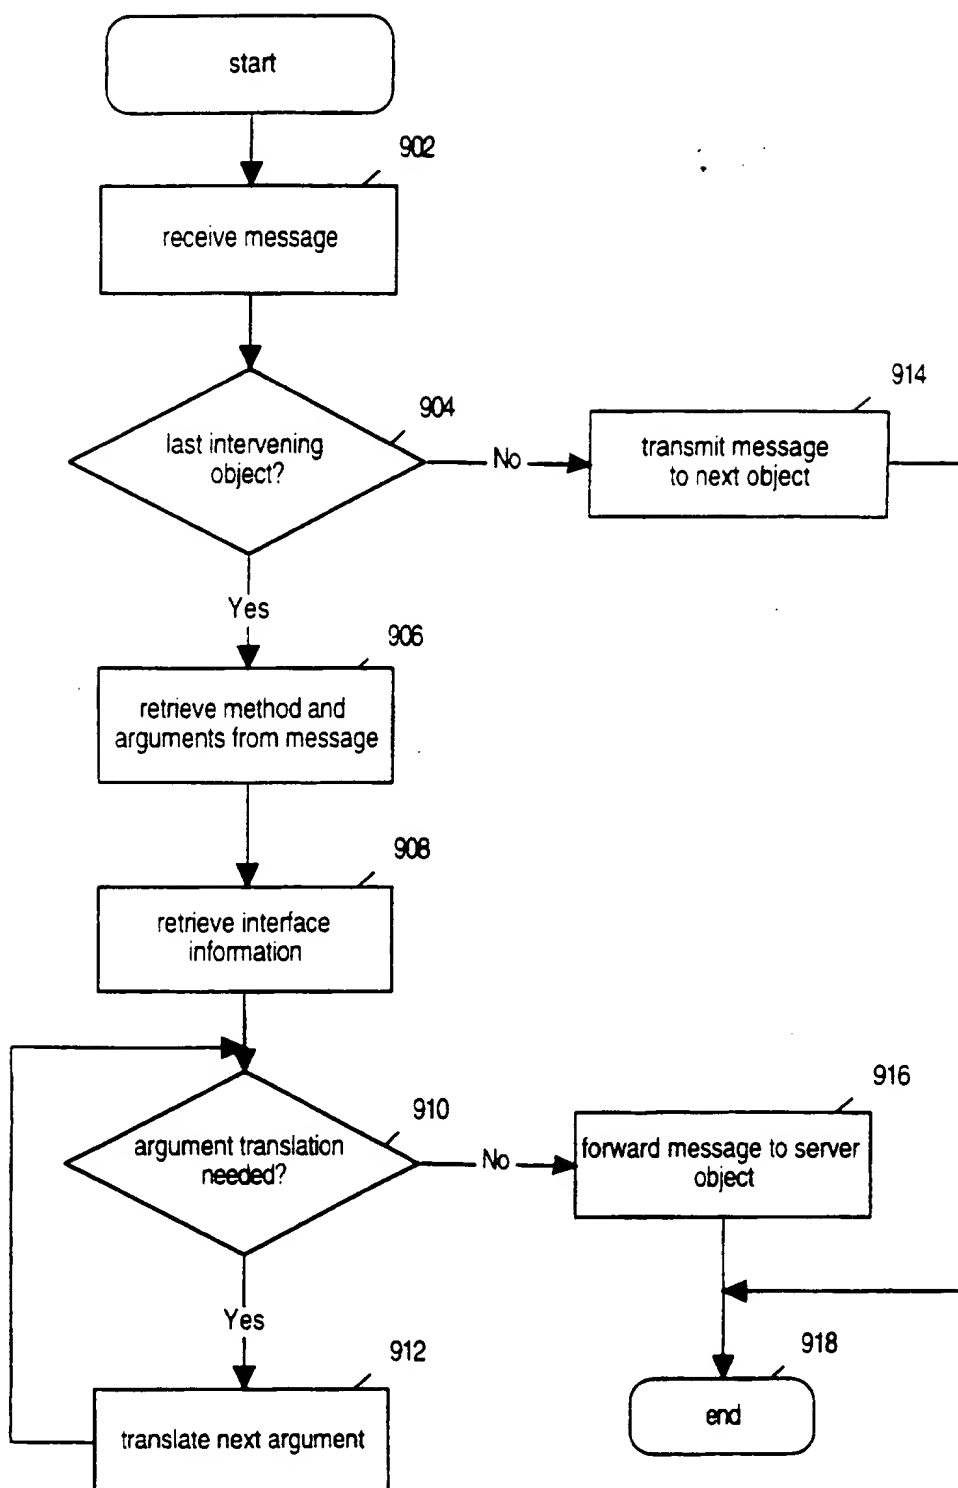 start
902
receive message
904
last intervening
object?
No
914
transmit message
to next object
Yes
906
retrieve method and
arguments from message
908
retrieve interface
information
910
argument translation
needed?
No
916
forward message to server
object
Yes
912
translate next argument
918
end